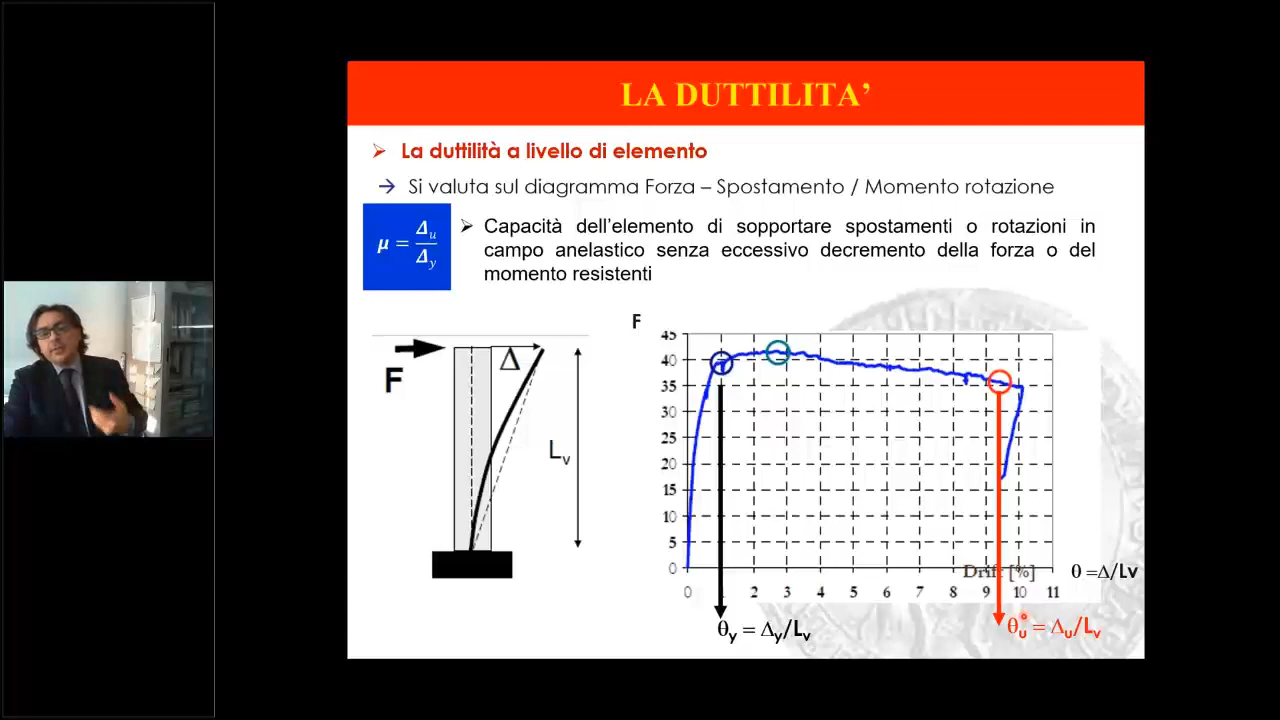 LA DUTTILITA’
La duttilità a livello di elemento
Si valuta sul diagramma Forza – Spostamento / Momento rotazione
μ = Δu/Δy
Capacità dell’elemento di sopportare spostamenti o rotazioni in
campo anelastico senza eccessivo decremento della forza o del
momento resistenti
F
Δ
Lv
F
45
40
35
30
25
20
15
10
5
0
0 2 3 4 5 6 7 8 9 10 11
Drift [%]
θ =Δ/Lv
θy = Δy/Lv
θu = Δu/Lv